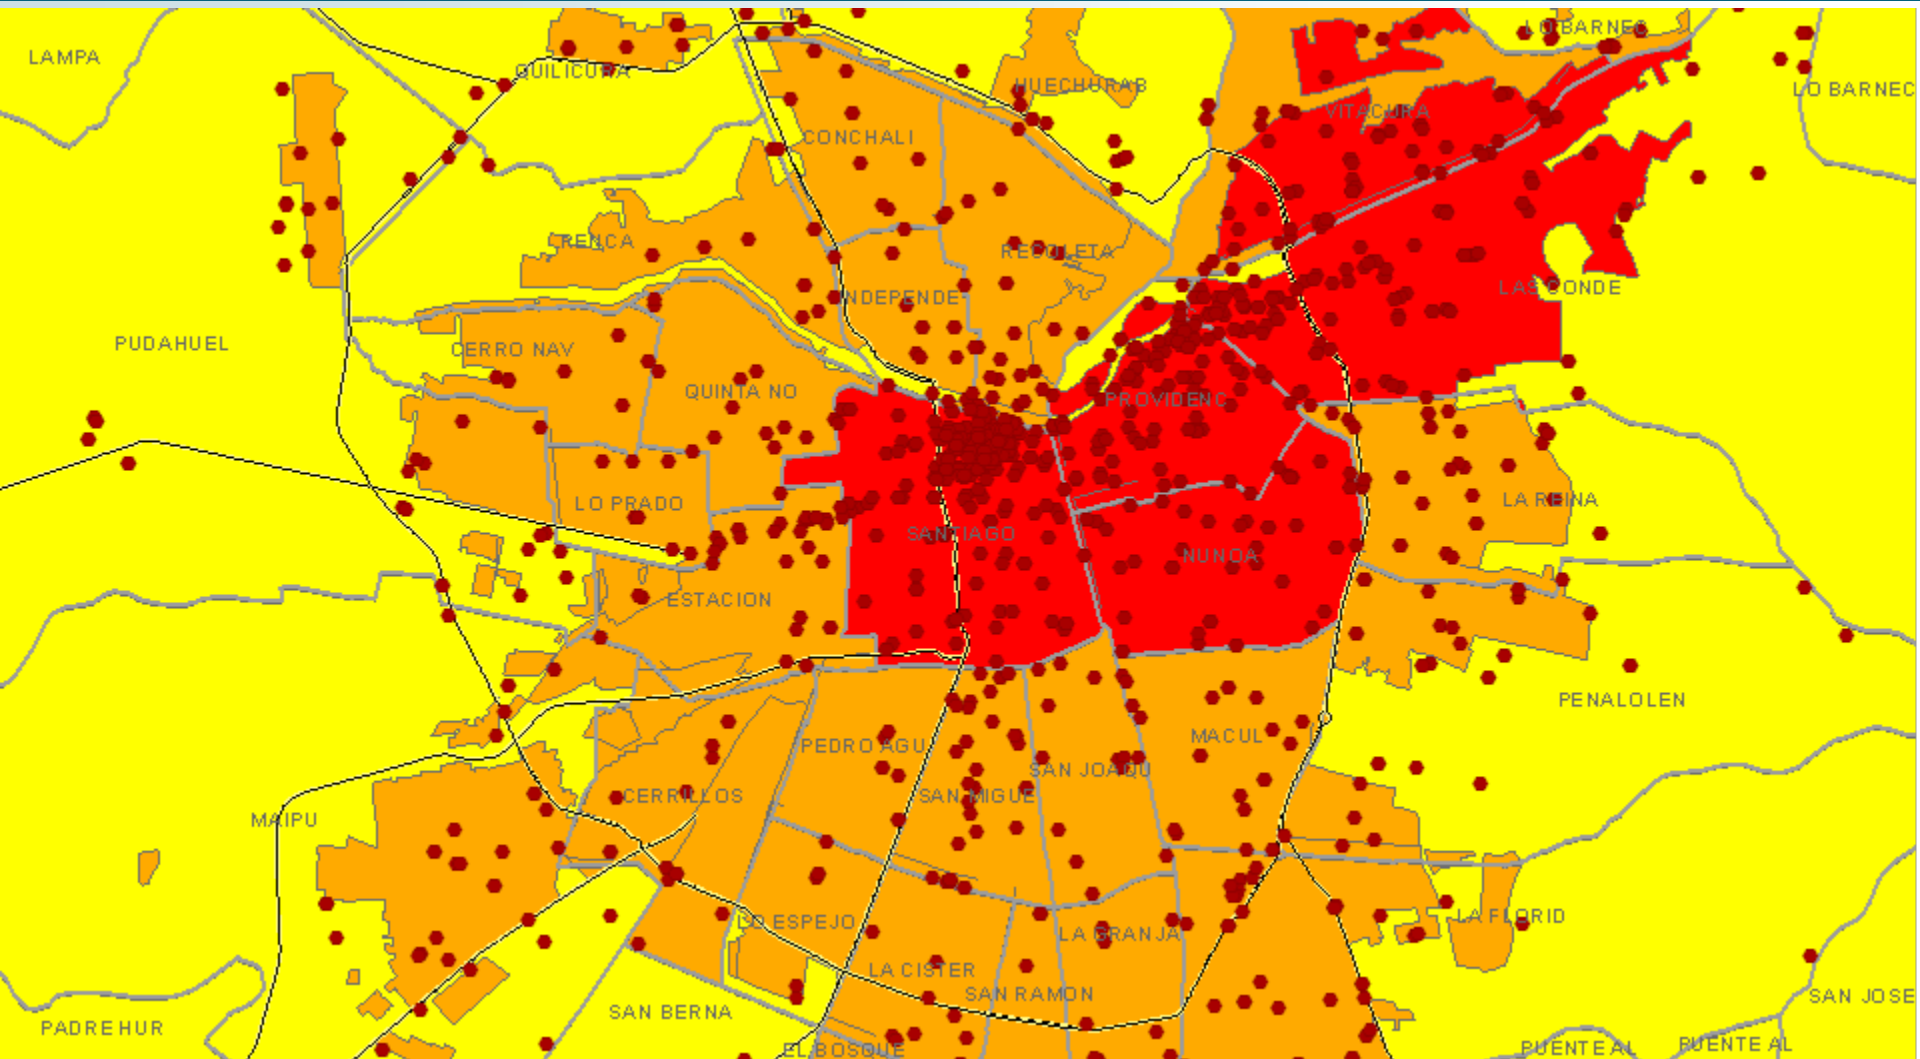 LO BARNEC
LAMPA
QUILICURA
HUECHURAB
LO BARNEC
VITACURA
CONCHALI
RENCA
RECOLETA
LAS CONDE
INDEPENDE
PUDAHUEL
CERRO NAV
QUINTA NO
PROVIDENC
LO PRADO
LA REINA
SANTIAGO
NUNOA
ESTACION
PENALOLEN
MACUL
PEDRO AGU
SAN JOAQU
CERRILLOS
SAN MIGUE
MAIPU
LA FLORID
LO ESPEJO
LA GRANJA
LA CISTER
SAN RAMON
SAN JOSE
SAN BERNA
PADRE HUR
PUENTE AL
PUENTE AL
EL BOSQUE